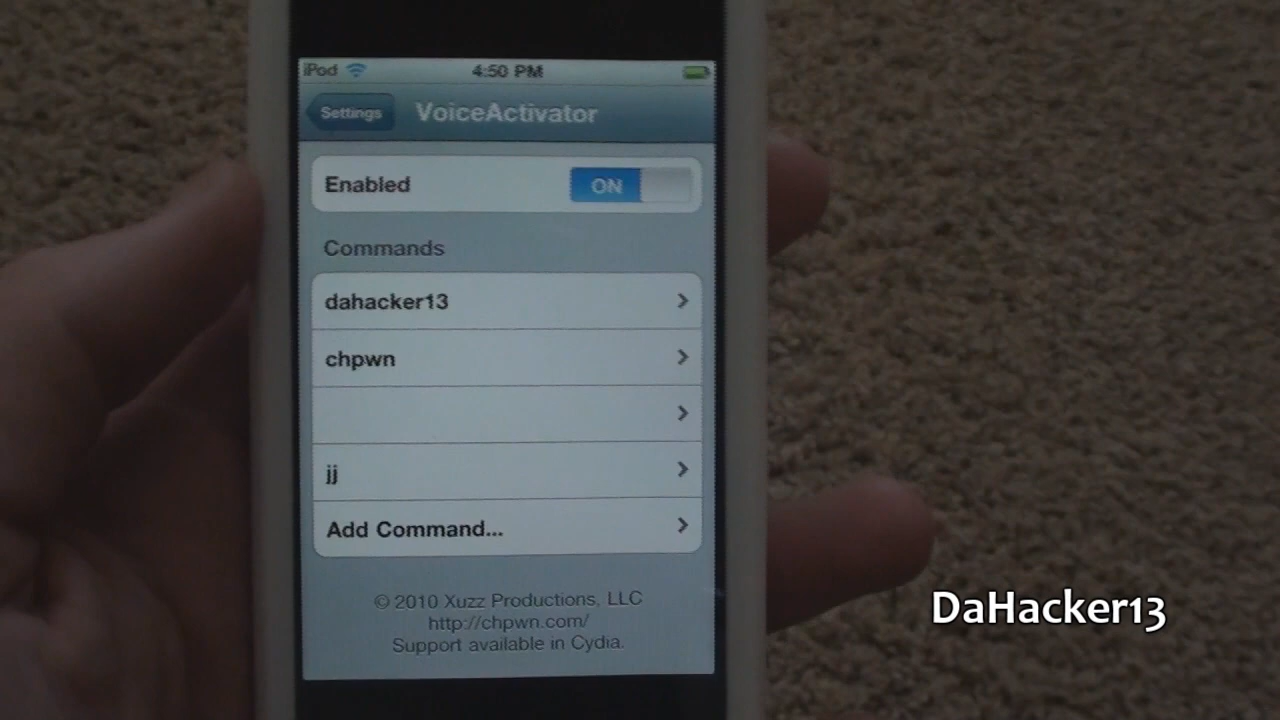 iPod 4:50 PM
Settings VoiceActivator
Enabled ON
Commands
dahacker13
chpwn
jj
Add Command...
© 2010 Xuzz Productions, LLC
http://chpwn.com/
Support available in Cydia.
DaHacker13